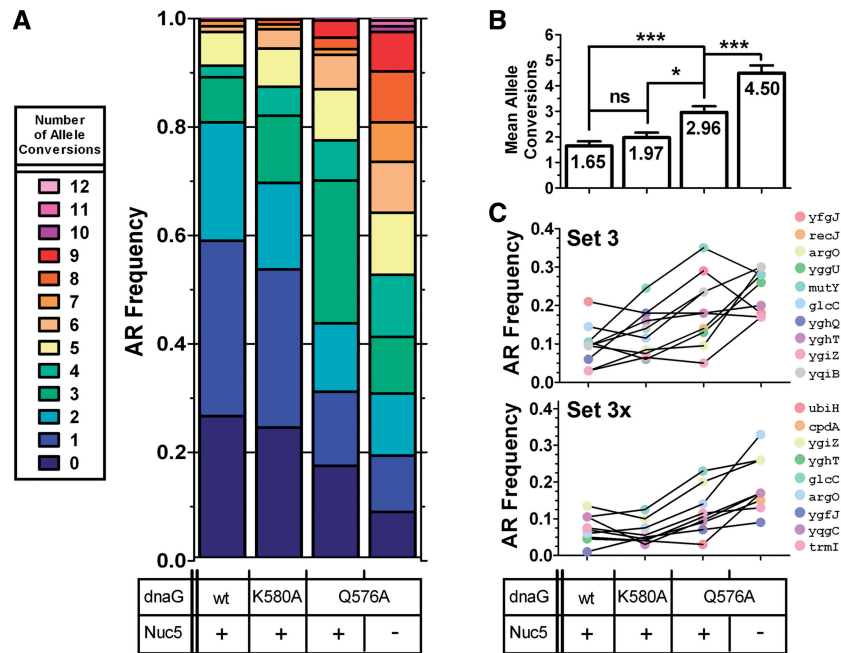 A
Number
of Allele
Conversions
12
11
10
9
8
7
6
5
4
3
2
1
0
AR Frequency
1.0
0.8
0.6
0.4
0.2
0.0
dnaG wt K580A Q576A
Nuc5 + + + -
B
Mean Allele
Conversions
6
5
4
3
2
1
0
*** ***
*
ns
1.65 1.97 2.96 4.50
C
Set 3
AR Frequency
0.4
0.3
0.2
0.1
0.0
yfgJ
recJ
argO
yggU
mutY
glcC
yghQ
yghT
ygiZ
yqiB
Set 3x
AR Frequency
0.4
0.3
0.2
0.1
0.0
ubiH
cpdA
ygiZ
yghT
glcC
argO
ygfJ
yqgC
trmI
dnaG wt K580A Q576A
Nuc5 + + + -